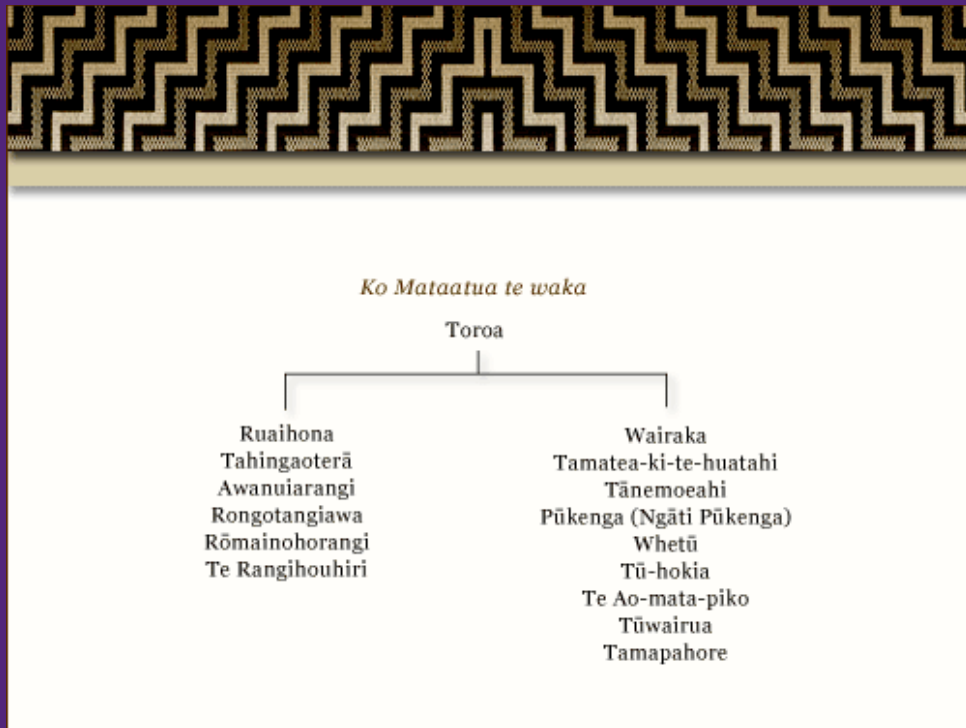 Ko Mataatua te waka
Toroa
Ruaihona
Tahingaoterā
Awanuiarangi
Rongotangiawa
Rōmainohorangi
Te Rangihouhiri
Wairaka
Tamatea-ki-te-huatahi
Tānemoeahi
Pūkenga (Ngāti Pūkenga)
Whetū
Tū-hokia
Te Ao-mata-piko
Tūwairua
Tamapahore